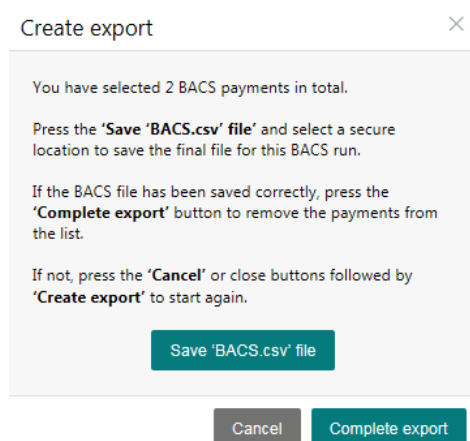 Create export
You have selected 2 BACS payments in total.
Press the ‘Save ‘BACS.csv’ file’ and select a secure
location to save the final file for this BACS run.
If the BACS file has been saved correctly, press the
‘Complete export’ button to remove the payments from
the list.
If not, press the ‘Cancel’ or close buttons followed by
‘Create export’ to start again.
Save ‘BACS.csv’ file
Cancel
Complete export